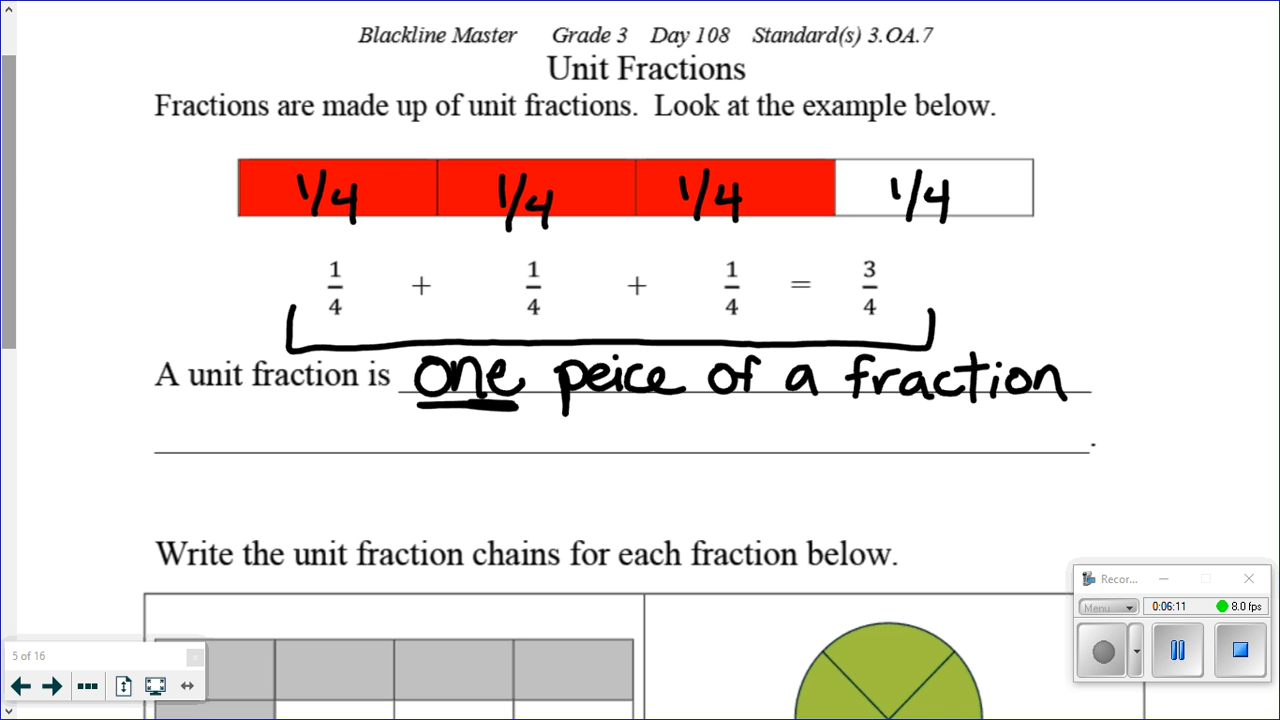 Blackline Master Grade 3 Day 108 Standard(s) 3.OA.7
Unit Fractions
Fractions are made up of unit fractions. Look at the example below.
1/4 1/4 1/4 1/4
1/4 + 1/4 + 1/4 = 3/4
A unit fraction is one peice of a fraction
.
Write the unit fraction chains for each fraction below.
Recor...
Menu 0:06:11 8.0 fps
5 of 16